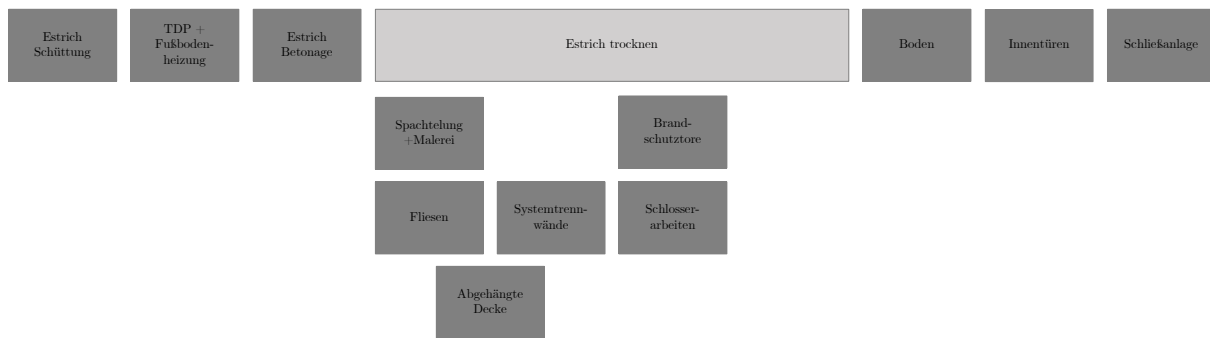 Estrich
Schüttung
TDP +
Fußboden-
heizung
Estrich
Betonage
Estrich trocknen
Boden
Innentüren
Schließanlage
Spachtelung
+Malerei
Brand-
schutztore
Fliesen
Systemtrenn-
wände
Schlosser-
arbeiten
Abgehängte
Decke